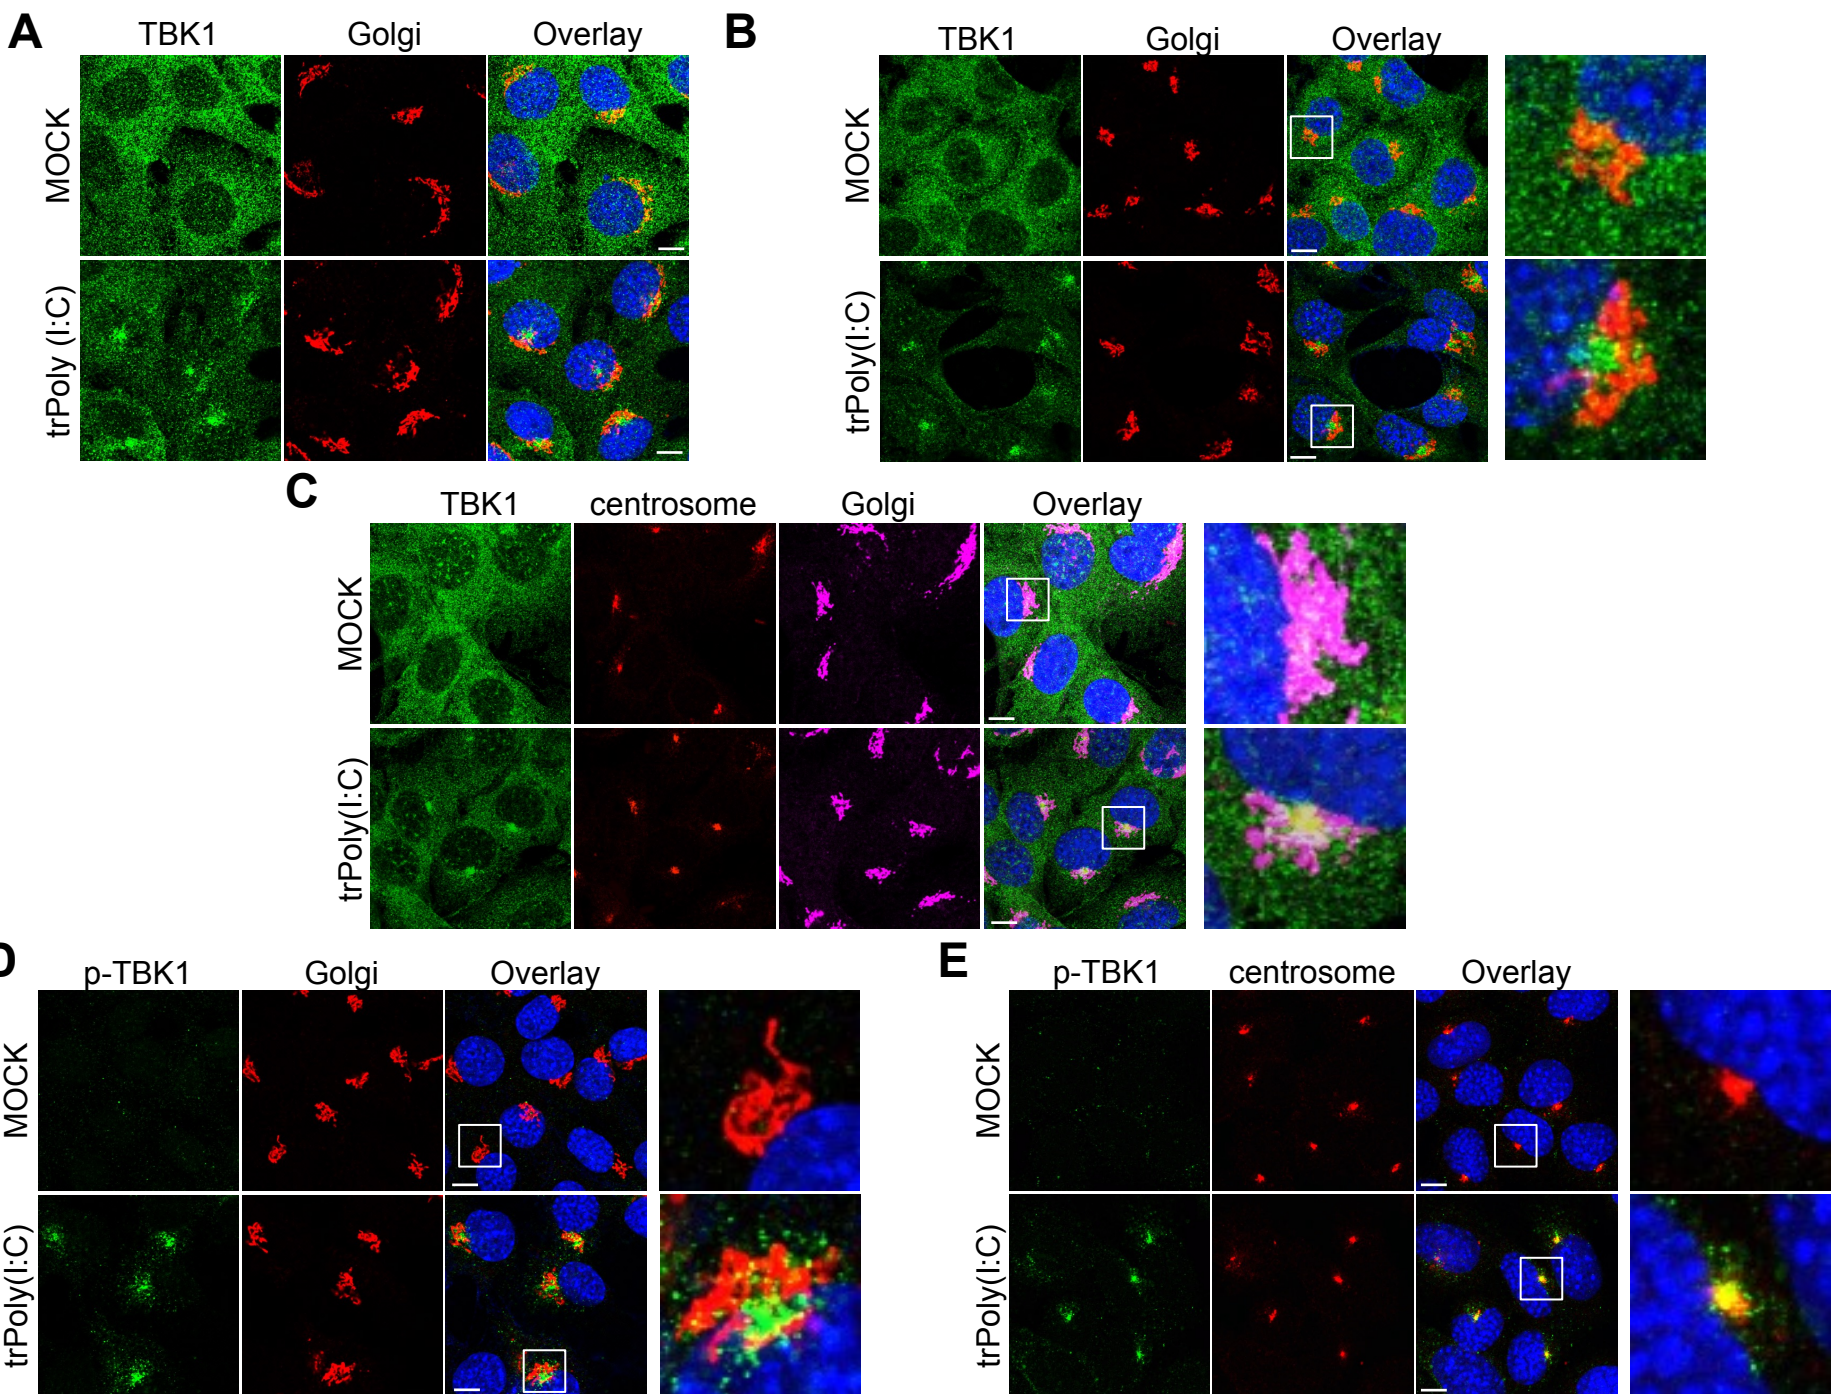 A
TBK1 Golgi Overlay
MOCK
trPoly (I:C)
B
TBK1 Golgi Overlay
MOCK
trPoly(I:C)
C
TBK1 centrosome Golgi Overlay
MOCK
trPoly(I:C)
D
p-TBK1 Golgi Overlay
MOCK
trPoly(I:C)
E
p-TBK1 centrosome Overlay
MOCK
trPoly(I:C)